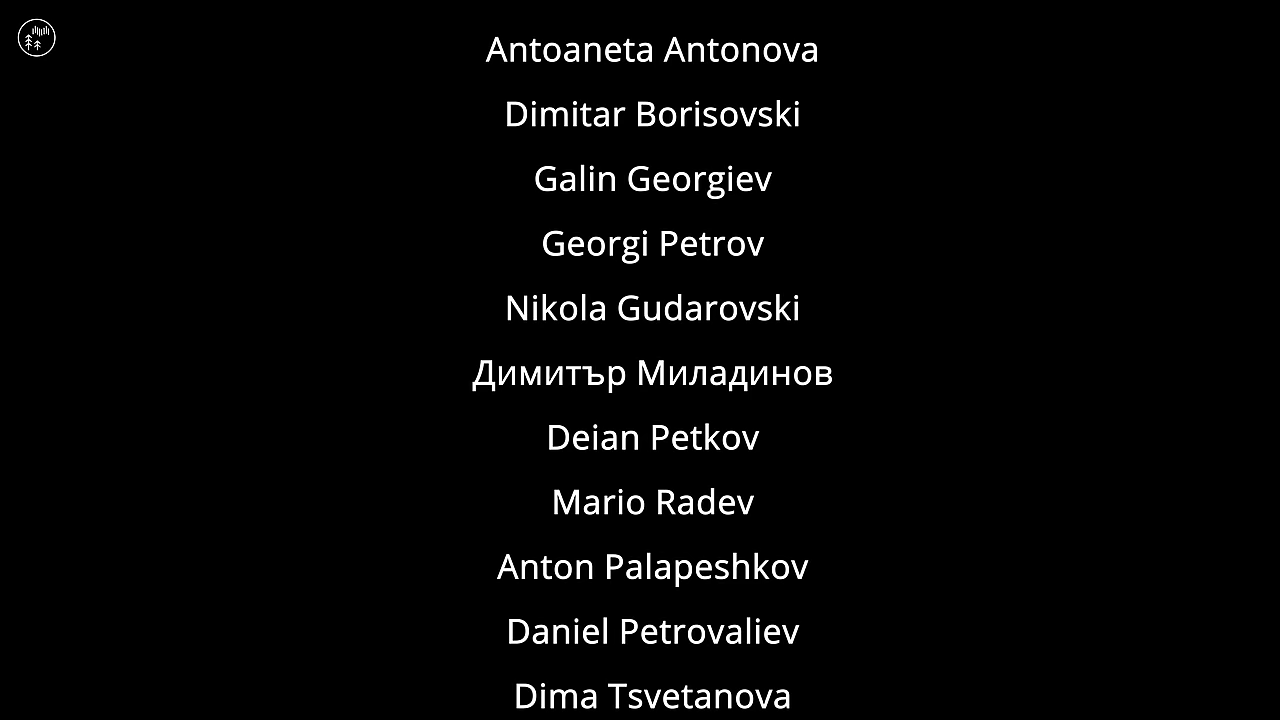 Antoaneta Antonova
Dimitar Borisovski
Galin Georgiev
Georgi Petrov
Nikola Gudarovski
Димитър Миладинов
Deian Petkov
Mario Radev
Anton Palapeshkov
Daniel Petrovaliev
Dima Tsvetanova